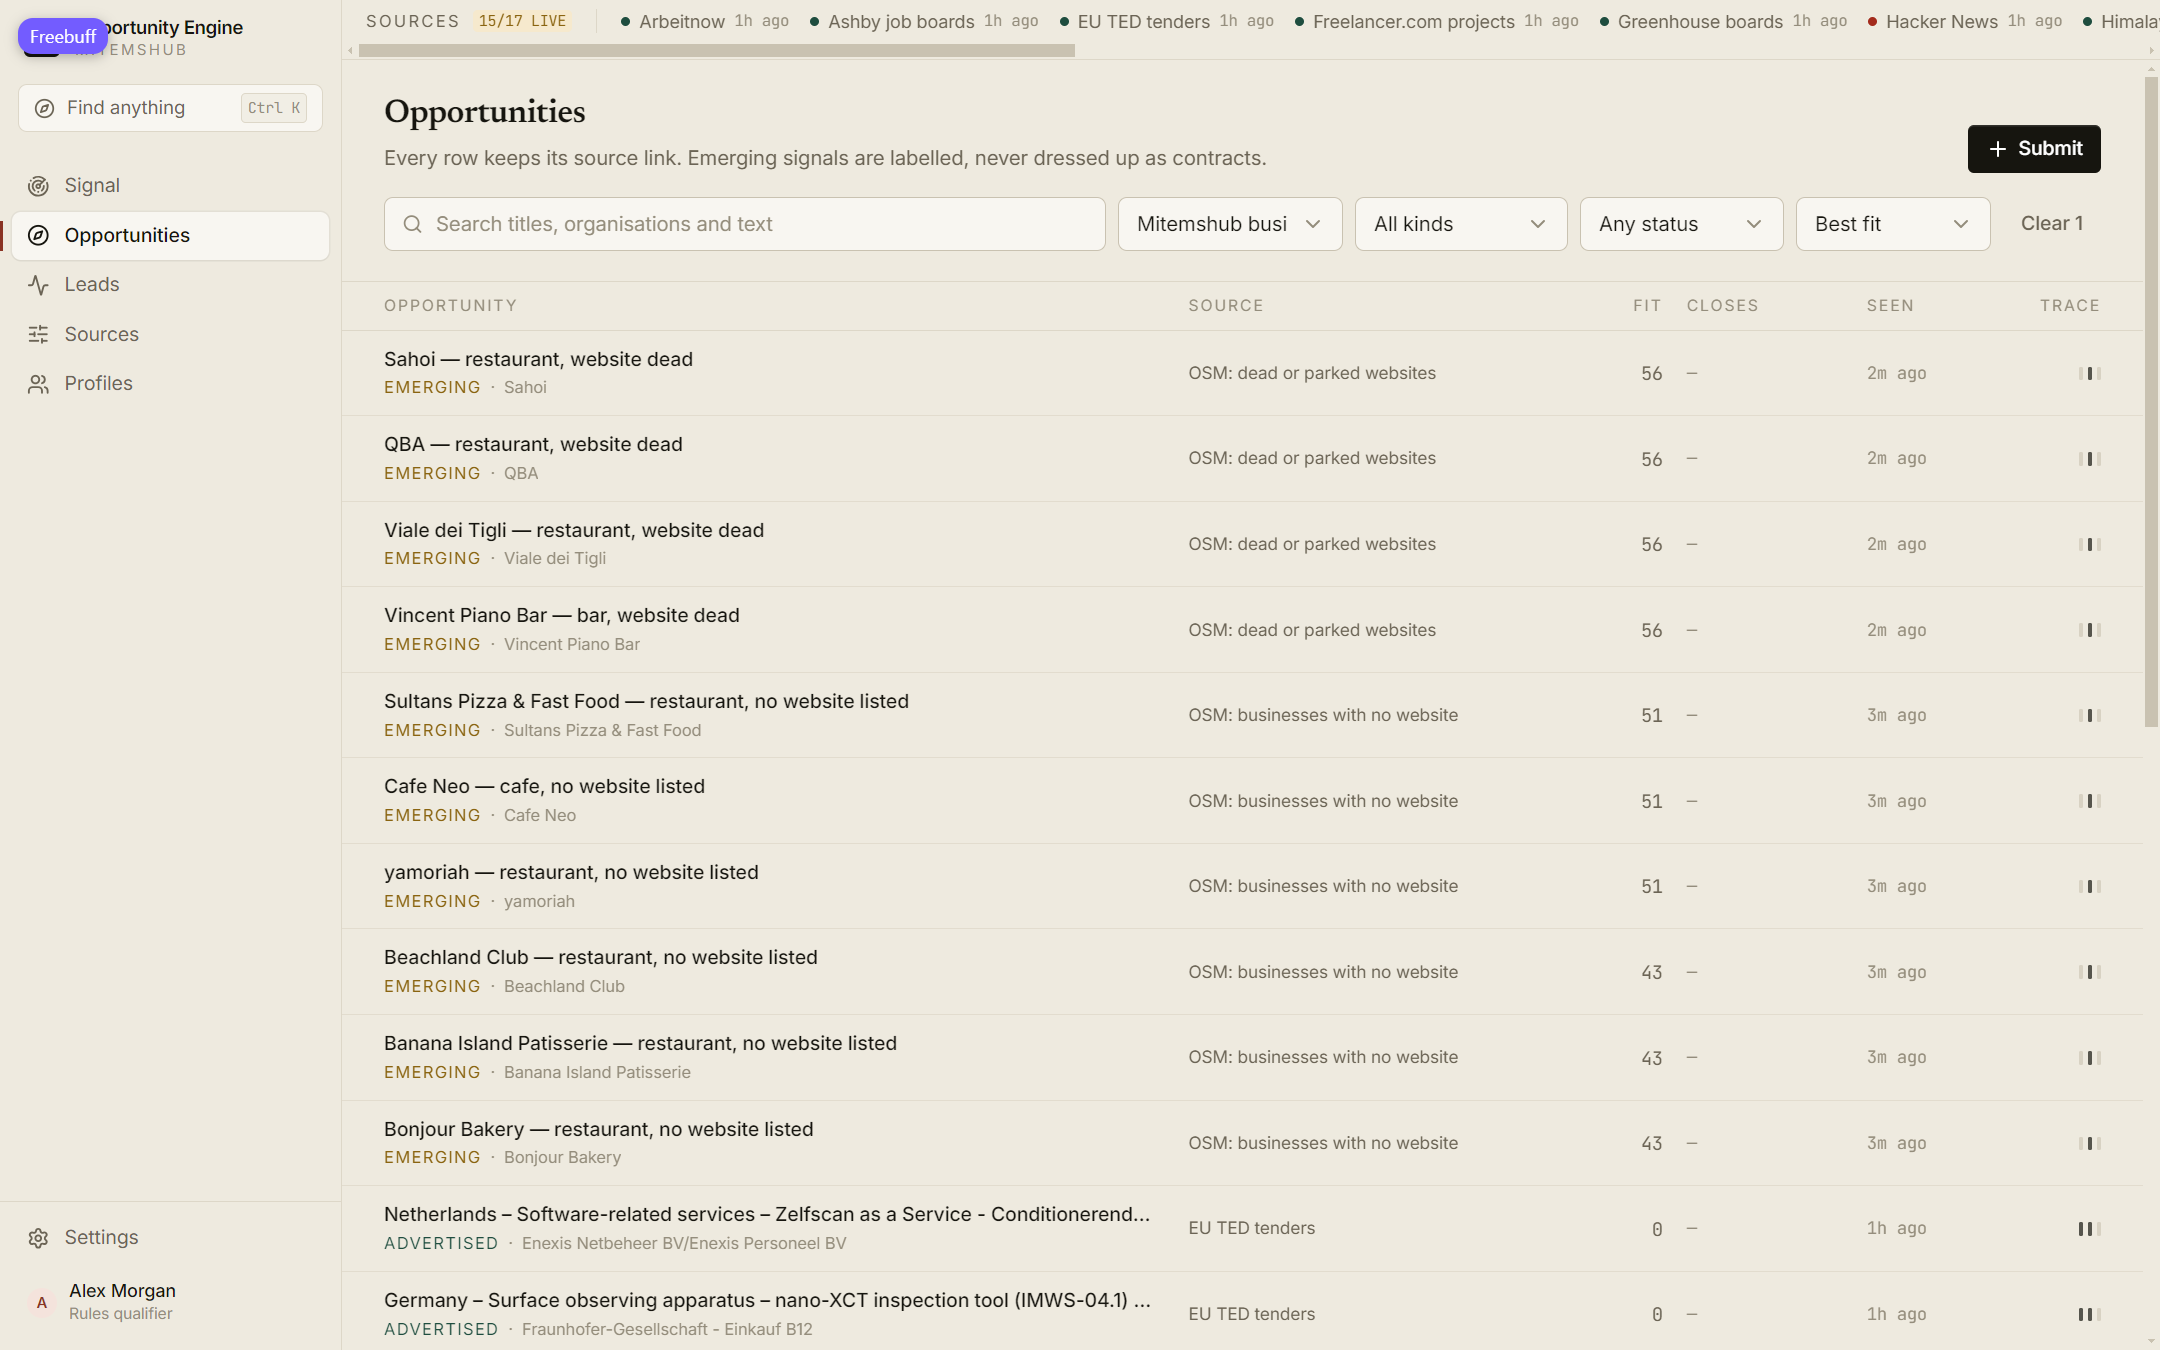 Freebuff
portunity Engine
TEMSHUB
Find anything Ctrl K
Signal
Opportunities
Leads
Sources
Profiles
Settings
A Alex Morgan
Rules qualifier
SOURCES 15/17 LIVE Arbeitnow 1h ago Ashby job boards 1h ago EU TED tenders 1h ago Freelancer.com projects 1h ago Greenhouse boards 1h ago Hacker News 1h ago Himala
Opportunities
Every row keeps its source link. Emerging signals are labelled, never dressed up as contracts.
+ Submit
Search titles, organisations and text Mitemshub busi All kinds Any status Best fit Clear 1
OPPORTUNITY SOURCE FIT CLOSES SEEN TRACE
Sahoi — restaurant, website dead
EMERGING · Sahoi
OSM: dead or parked websites 56 — 2m ago
QBA — restaurant, website dead
EMERGING · QBA
OSM: dead or parked websites 56 — 2m ago
Viale dei Tigli — restaurant, website dead
EMERGING · Viale dei Tigli
OSM: dead or parked websites 56 — 2m ago
Vincent Piano Bar — bar, website dead
EMERGING · Vincent Piano Bar
OSM: dead or parked websites 56 — 2m ago
Sultans Pizza & Fast Food — restaurant, no website listed
EMERGING · Sultans Pizza & Fast Food
OSM: businesses with no website 51 — 3m ago
Cafe Neo — cafe, no website listed
EMERGING · Cafe Neo
OSM: businesses with no website 51 — 3m ago
yamoriah — restaurant, no website listed
EMERGING · yamoriah
OSM: businesses with no website 51 — 3m ago
Beachland Club — restaurant, no website listed
EMERGING · Beachland Club
OSM: businesses with no website 43 — 3m ago
Banana Island Patisserie — restaurant, no website listed
EMERGING · Banana Island Patisserie
OSM: businesses with no website 43 — 3m ago
Bonjour Bakery — restaurant, no website listed
EMERGING · Bonjour Bakery
OSM: businesses with no website 43 — 3m ago
Netherlands – Software-related services – Zelfscan as a Service - Conditionerend...
ADVERTISED · Enexis Netbeheer BV/Enexis Personeel BV
EU TED tenders 0 — 1h ago
Germany – Surface observing apparatus – nano-XCT inspection tool (IMWS-04.1) ...
ADVERTISED · Fraunhofer-Gesellschaft - Einkauf B12
EU TED tenders 0 — 1h ago